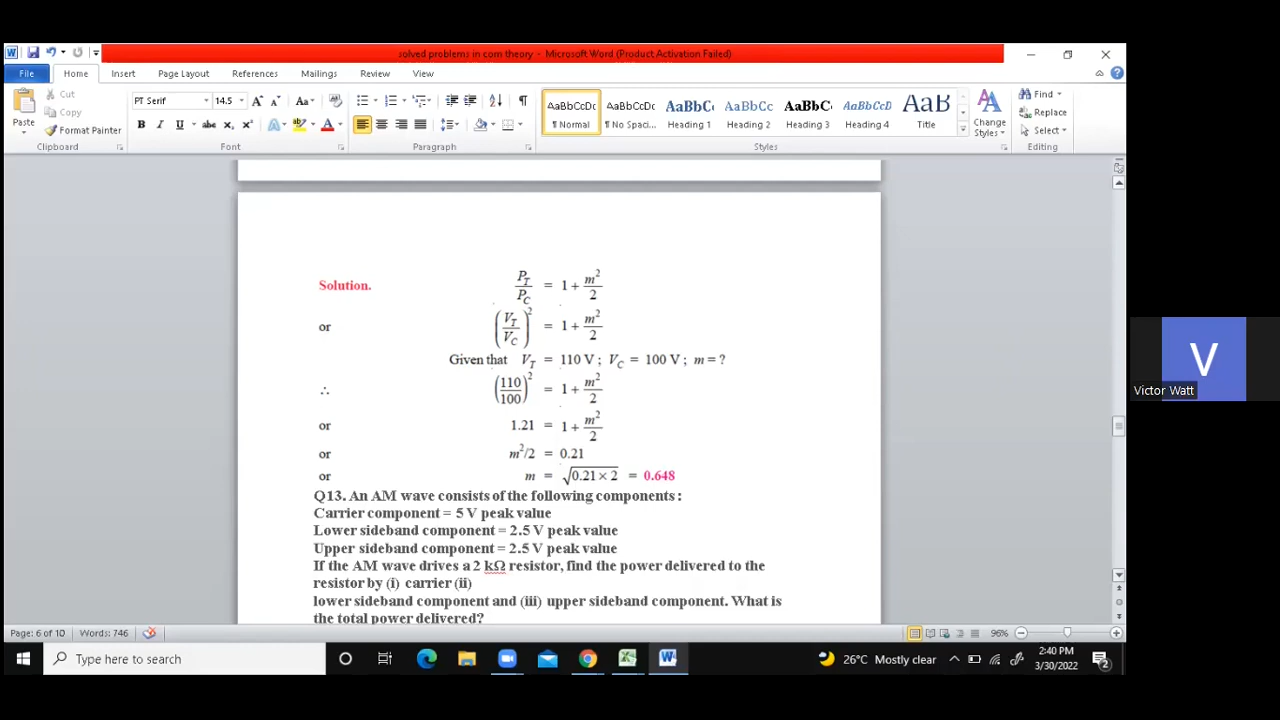 solved problems in com theory - Microsoft Word (Product Activation Failed)
File Home Insert Page Layout References Mailings Review View
Paste Cut Copy Format Painter
PT Serif 14.5
AaBbCcDc AaBbCcDc AaBbC AaBbCc AaBbCc AaBbCcD AaB
¶ Normal ¶ No Spaci... Heading 1 Heading 2 Heading 3 Heading 4 Title
Change Styles
Find Replace Select
Clipboard Font Paragraph Styles Editing
Solution. P_T/P_C = 1 + m²/2
or (V_T/V_C)² = 1 + m²/2
Given that V_T = 110 V ; V_C = 100 V ; m = ?
∴ (110/100)² = 1 + m²/2
or 1.21 = 1 + m²/2
or m²/2 = 0.21
or m = √0.21 × 2 = 0.648
Q13. An AM wave consists of the following components :
Carrier component = 5 V peak value
Lower sideband component = 2.5 V peak value
Upper sideband component = 2.5 V peak value
If the AM wave drives a 2 kΩ resistor, find the power delivered to the
resistor by (i) carrier (ii)
lower sideband component and (iii) upper sideband component. What is
the total power delivered?
V
Victor Watt
Page: 6 of 10 Words: 746 96%
Type here to search 26°C Mostly clear 2:40 PM
3/30/2022 2